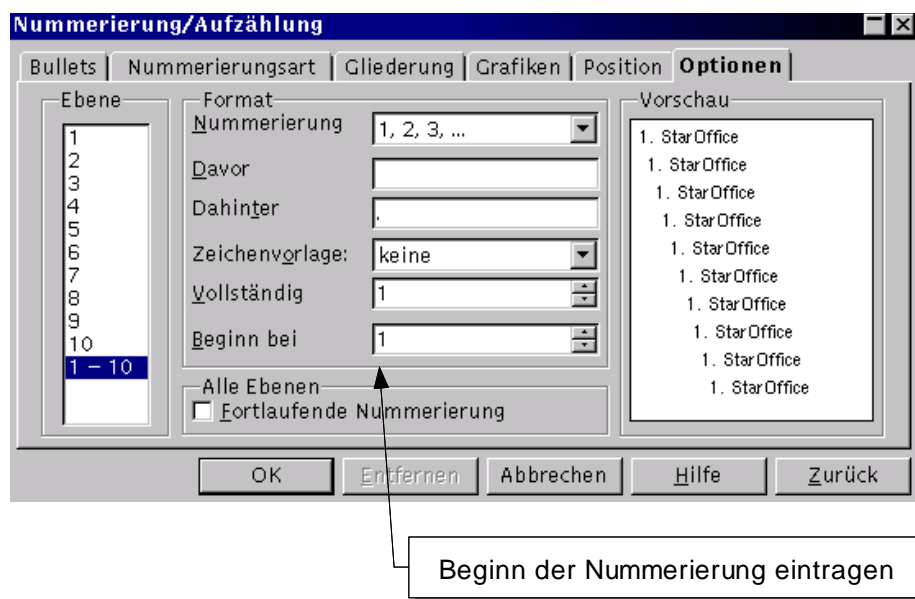 Nummerierung/Aufzählung
Bullets Nummerierungsart Gliederung Grafiken Position Optionen
Ebene
1
2
3
4
5
6
7
8
9
10
1 – 10
Format
Nummerierung 1, 2, 3, ...
Davor
Dahinter .
Zeichenvorlage: keine
Vollständig 1
Beginn bei 1
Alle Ebenen
Fortlaufende Nummerierung
Vorschau
1. StarOffice
1. StarOffice
1. StarOffice
1. StarOffice
1. StarOffice
1. StarOffice
1. StarOffice
1. StarOffice
1. StarOffice
1. StarOffice
OK Entfernen Abbrechen Hilfe Zurück
Beginn der Nummerierung eintragen